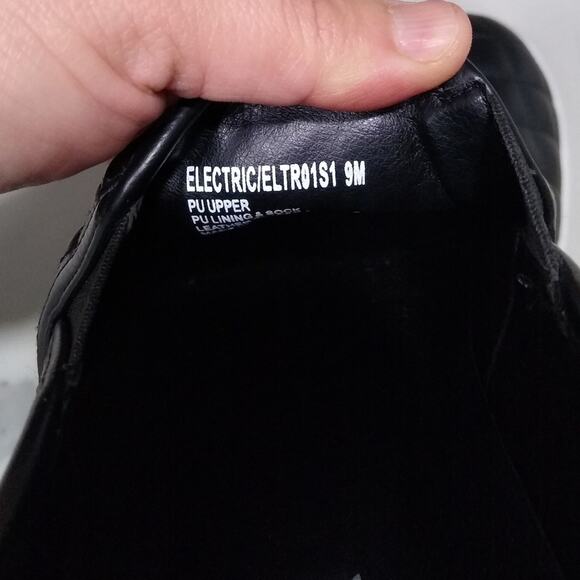 ELECTRIC/ELTR01S1 9M
PU UPPER
PU LINING & SOCK